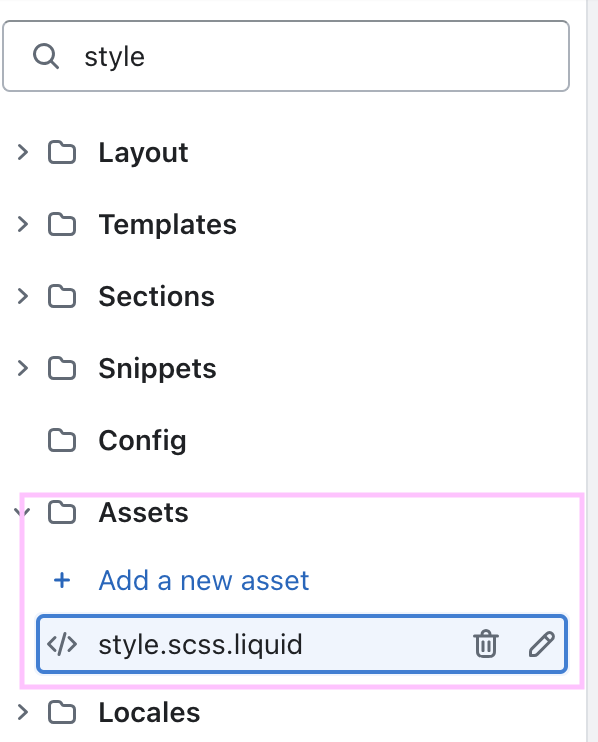 style
Layout
Templates
Sections
Snippets
Config
Assets
+ Add a new asset
</> style.scss.liquid
Locales